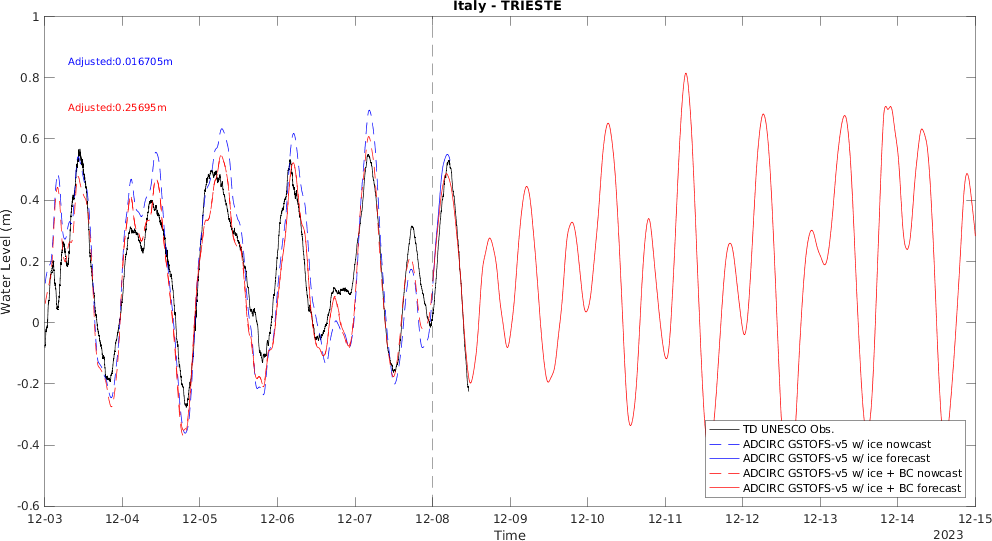 Italy - TRIESTE
Adjusted:0.016705m
Adjusted:0.25695m
1
0.8
0.6
0.4
0.2
0
-0.2
-0.4
-0.6
Water Level (m)
TD UNESCO Obs.
ADCIRC GSTOFS-v5 w/ ice nowcast
ADCIRC GSTOFS-v5 w/ ice forecast
ADCIRC GSTOFS-v5 w/ ice + BC nowcast
ADCIRC GSTOFS-v5 w/ ice + BC forecast
12-03 12-04 12-05 12-06 12-07 12-08 12-09 12-10 12-11 12-12 12-13 12-14 12-15
Time
2023